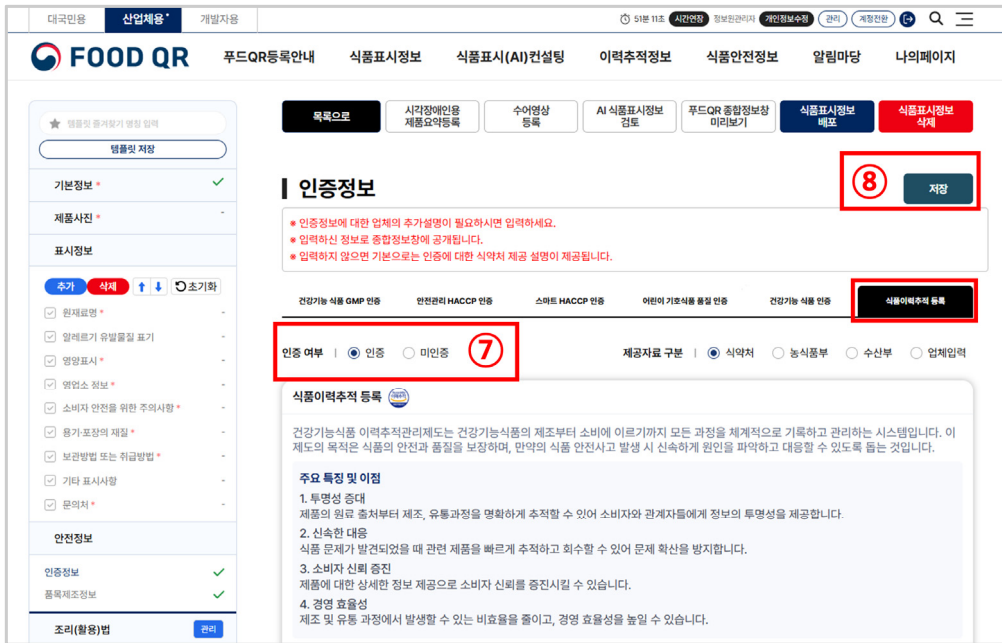 대국민용 산업체용 개발자용
51분 11초 시간연장 정보원관리자 개인정보수정 관리 계정전환
FOOD QR 푸드QR등록안내 식품표시정보 식품표시(AI)컨설팅 이력추적정보 식품안전정보 알림마당 나의페이지
템플릿 즐겨찾기 명칭 입력
템플릿 저장
기본정보 *
제품사진 * -
표시정보
추가 삭제 초기화
원재료명 * -
알레르기 유발물질 표기
영양표시 * -
영업소 정보 * -
소비자 안전을 위한 주의사항 * -
용기·포장의 재질 * -
보관방법 또는 취급방법 * -
기타 표시사항 -
문의처 * -
안전정보
인증정보
품목제조정보
조리(활용)법 관리
목록으로
시각장애인용
제품요약등록
수어영상
등록
AI 식품표시정보
검토
푸드QR 종합정보창
미리보기
식품표시정보
배포
식품표시정보
삭제
인증정보
⑧ 저장
※ 인증정보에 대한 업체의 추가설명이 필요하시면 입력하세요.
※ 입력하신 정보로 종합정보창에 공개됩니다.
※ 입력하지 않으면 기본으로는 인증에 대한 식약처 제공 설명이 제공됩니다.
건강기능 식품 GMP 인증 안전관리 HACCP 인증 스마트 HACCP 인증 어린이 기호식품 품질 인증 건강기능 식품 인증 식품이력추적 등록
인증 여부 | 인증 미인증 ⑦ 제공자료 구분 | 식약처 농식품부 수산부 업체입력
식품이력추적 등록
건강기능식품 이력추적관리제도는 건강기능식품의 제조부터 소비에 이르기까지 모든 과정을 체계적으로 기록하고 관리하는 시스템입니다. 이
제도의 목적은 식품의 안전과 품질을 보장하며, 만약의 식품 안전사고 발생 시 신속하게 원인을 파악하고 대응할 수 있도록 돕는 것입니다.
주요 특징 및 이점
1. 투명성 증대
제품의 원료 출처부터 제조, 유통과정을 명확하게 추적할 수 있어 소비자와 관계자들에게 정보의 투명성을 제공합니다.
2. 신속한 대응
식품 문제가 발견되었을 때 관련 제품을 빠르게 추적하고 회수할 수 있어 문제 확산을 방지합니다.
3. 소비자 신뢰 증진
제품에 대한 상세한 정보 제공으로 소비자 신뢰를 증진시킬 수 있습니다.
4. 경영 효율성
제조 및 유통 과정에서 발생할 수 있는 비효율을 줄이고, 경영 효율성을 높일 수 있습니다.